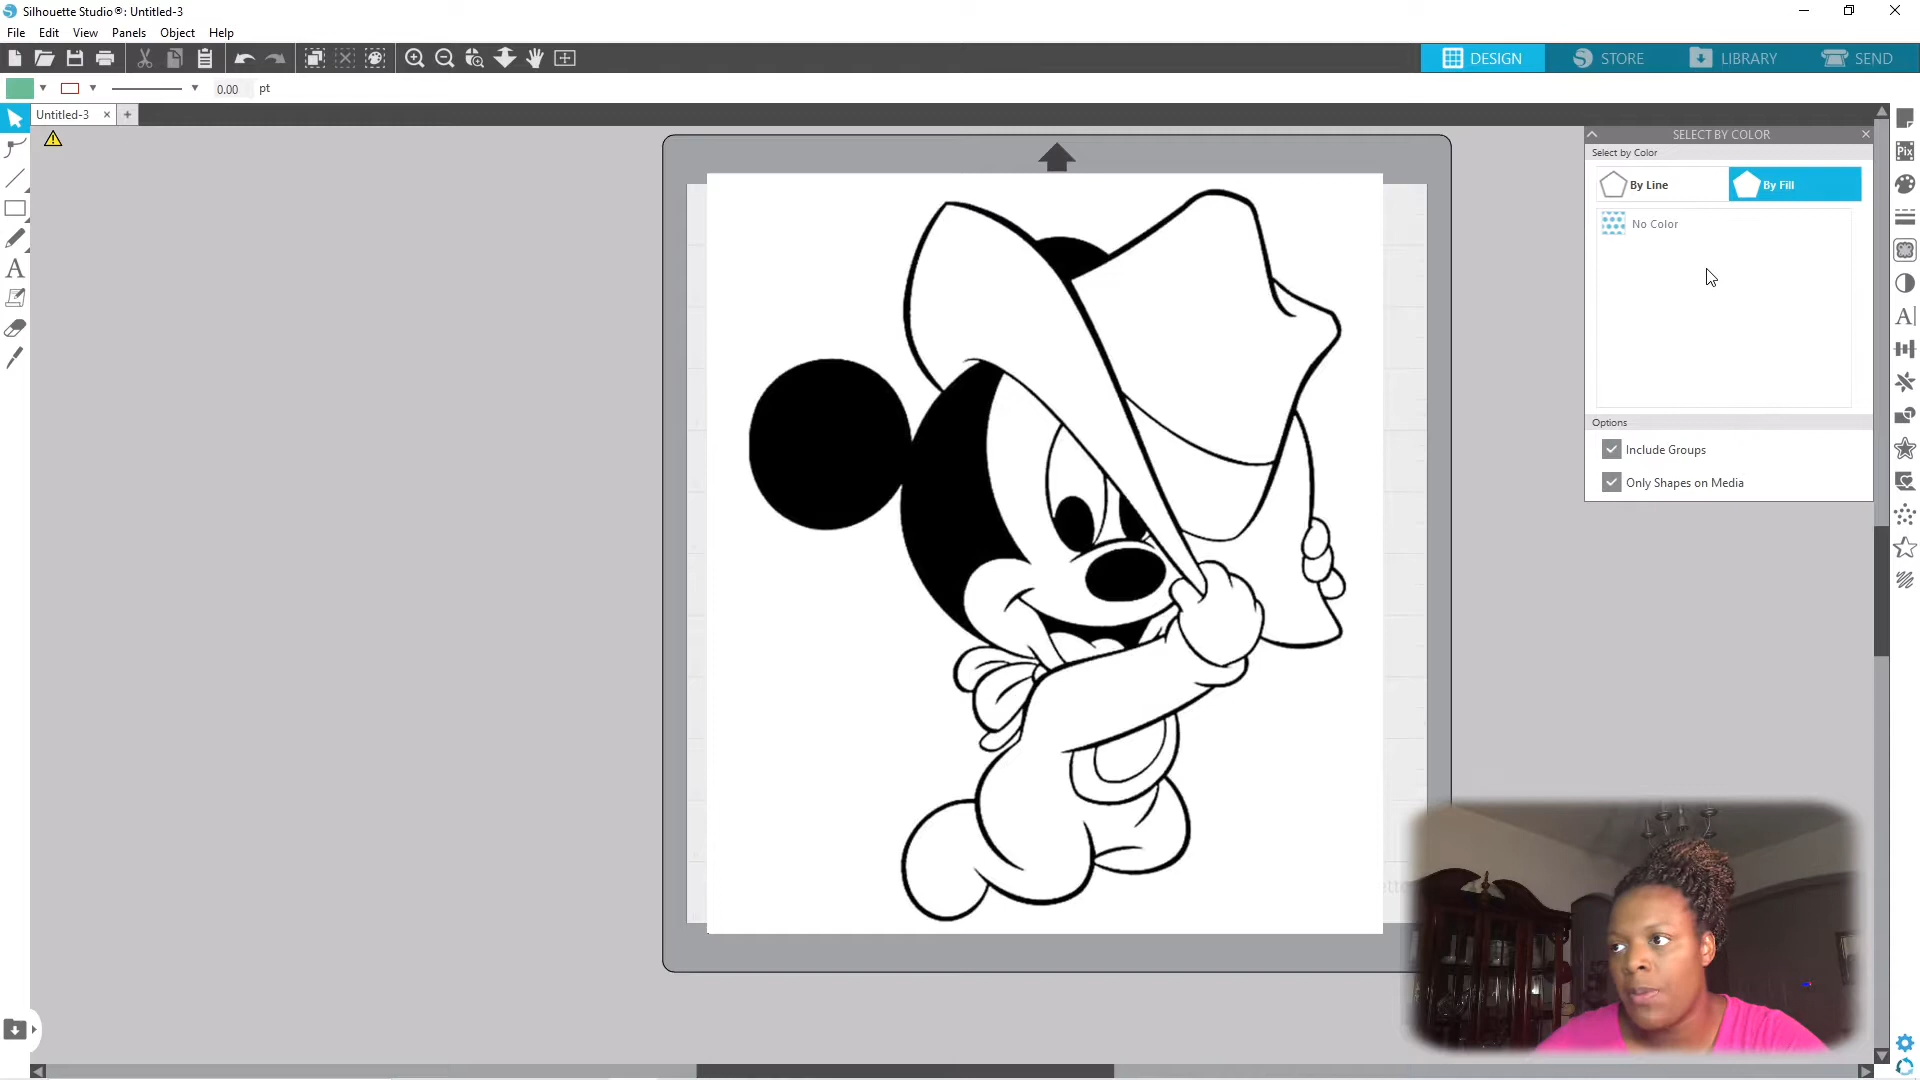 Silhouette Studio®: Untitled-3
File Edit View Panels Object Help
DESIGN STORE LIBRARY SEND
0.00 pt
Untitled-3
SELECT BY COLOR
Select by Color
Pix
By Line By Fill
No Color
A
A
Options
Include Groups
Only Shapes on Media